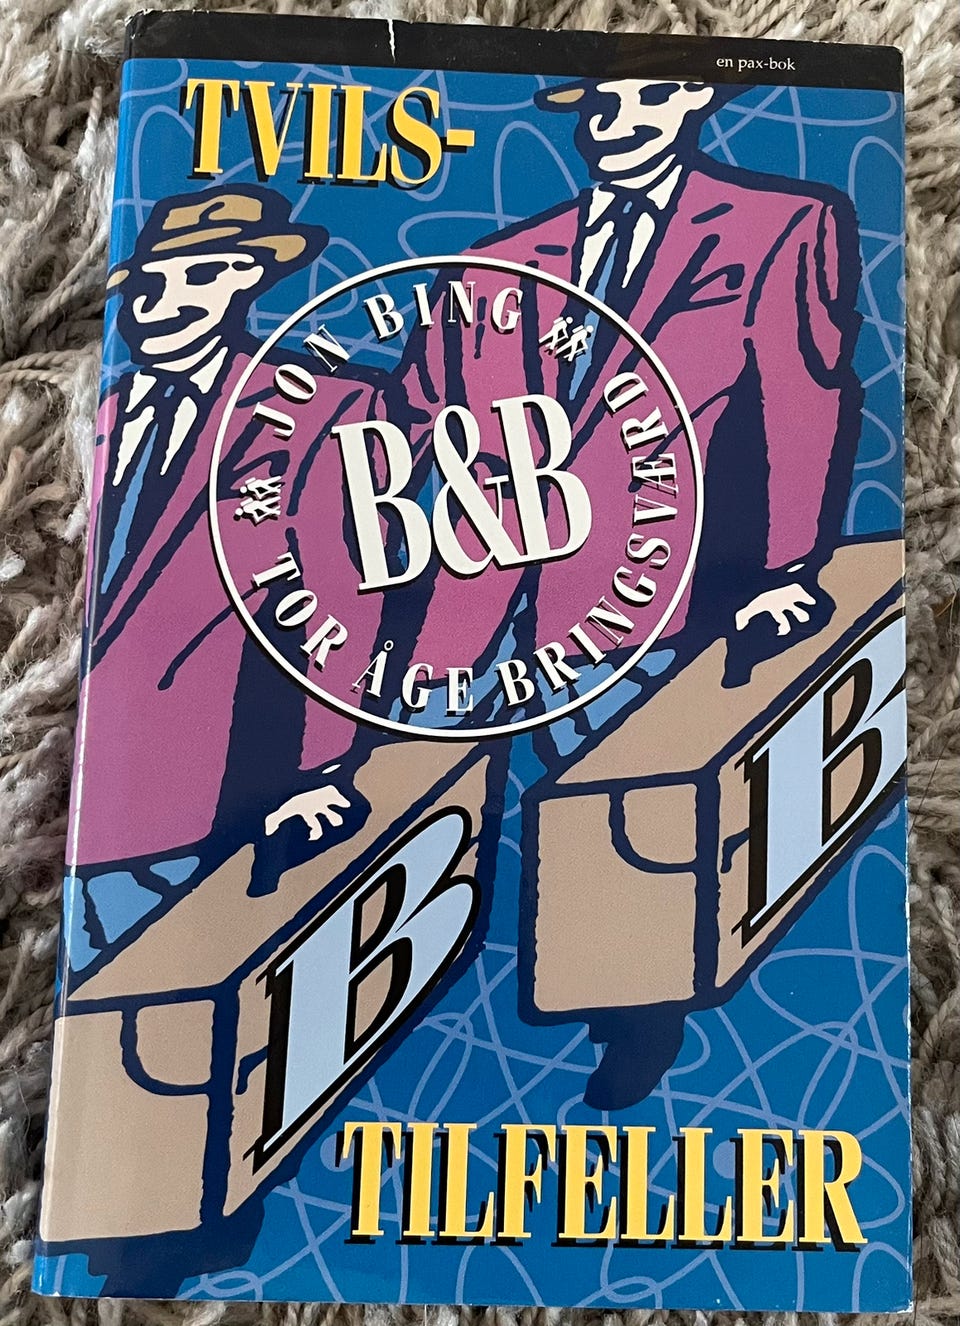 en pax-bok
TVILS-
JON BING
B&B
TOR ÅGE BRINGSVÆRD
B
B
TILFELLER